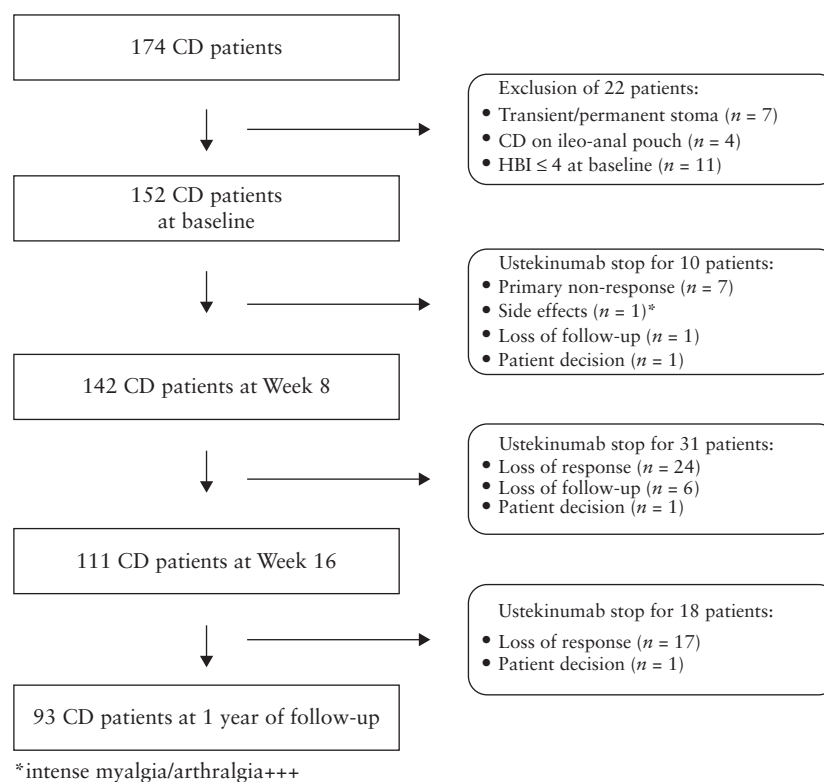 174 CD patients
Exclusion of 22 patients:
• Transient/permanent stoma (n = 7)
• CD on ileo-anal pouch (n = 4)
• HBI ≤ 4 at baseline (n = 11)
152 CD patients
at baseline
Ustekinumab stop for 10 patients:
• Primary non-response (n = 7)
• Side effects (n = 1)*
• Loss of follow-up (n = 1)
• Patient decision (n = 1)
142 CD patients at Week 8
Ustekinumab stop for 31 patients:
• Loss of response (n = 24)
• Loss of follow-up (n = 6)
• Patient decision (n = 1)
111 CD patients at Week 16
Ustekinumab stop for 18 patients:
• Loss of response (n = 17)
• Patient decision (n = 1)
93 CD patients at 1 year of follow-up
*intense myalgia/arthralgia+++